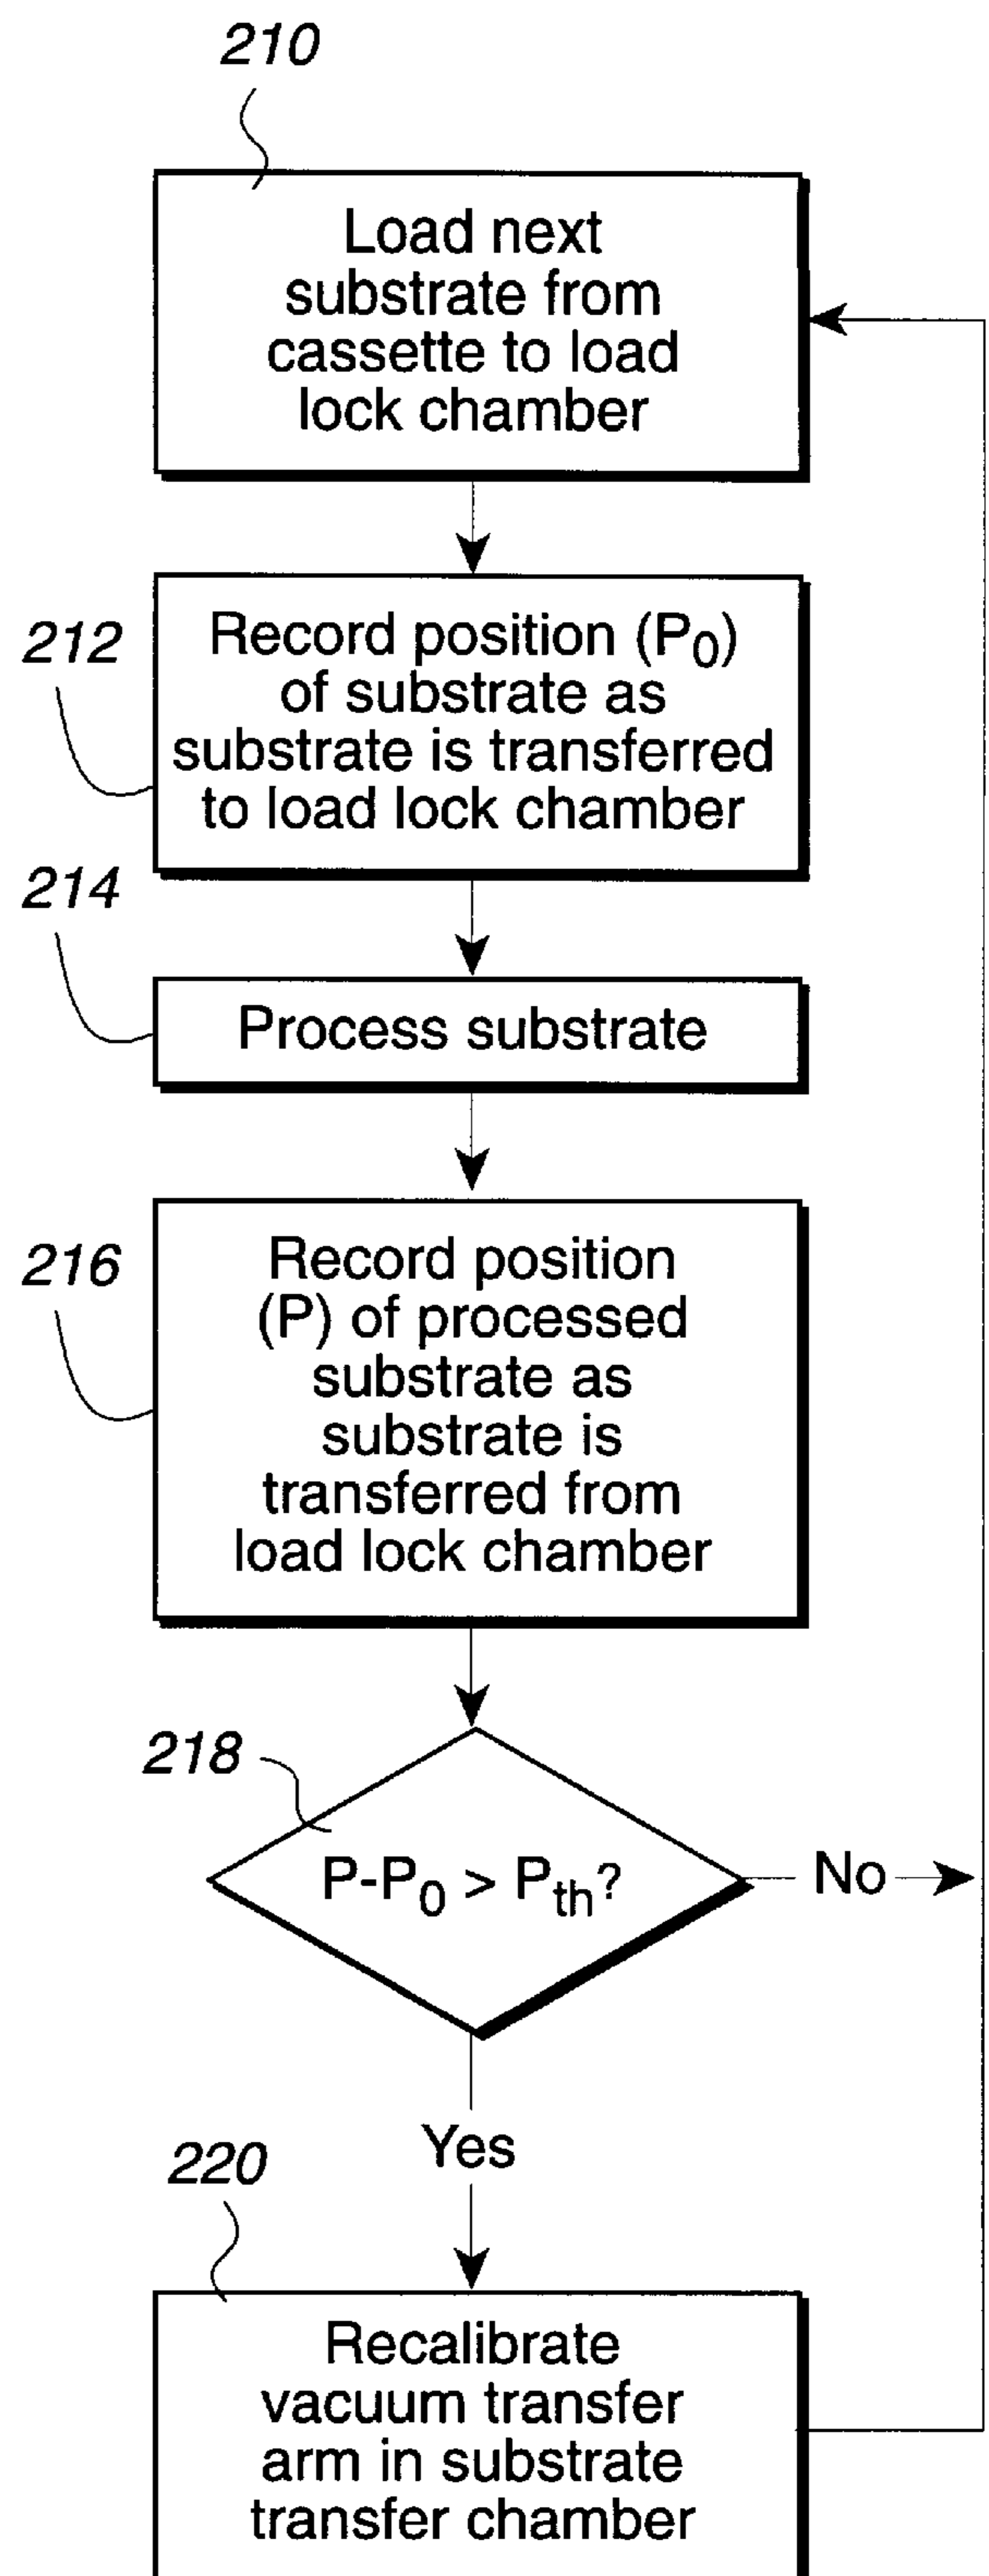 210
Load next
substrate from
cassette to load
lock chamber
212
Record position (P0)
of substrate as
substrate is transferred
to load lock chamber
214
Process substrate
216
Record position
(P) of processed
substrate as
substrate is
transferred from
load lock chamber
218
P-P0 > Pth?
No
Yes
220
Recalibrate
vacuum transfer
arm in substrate
transfer chamber